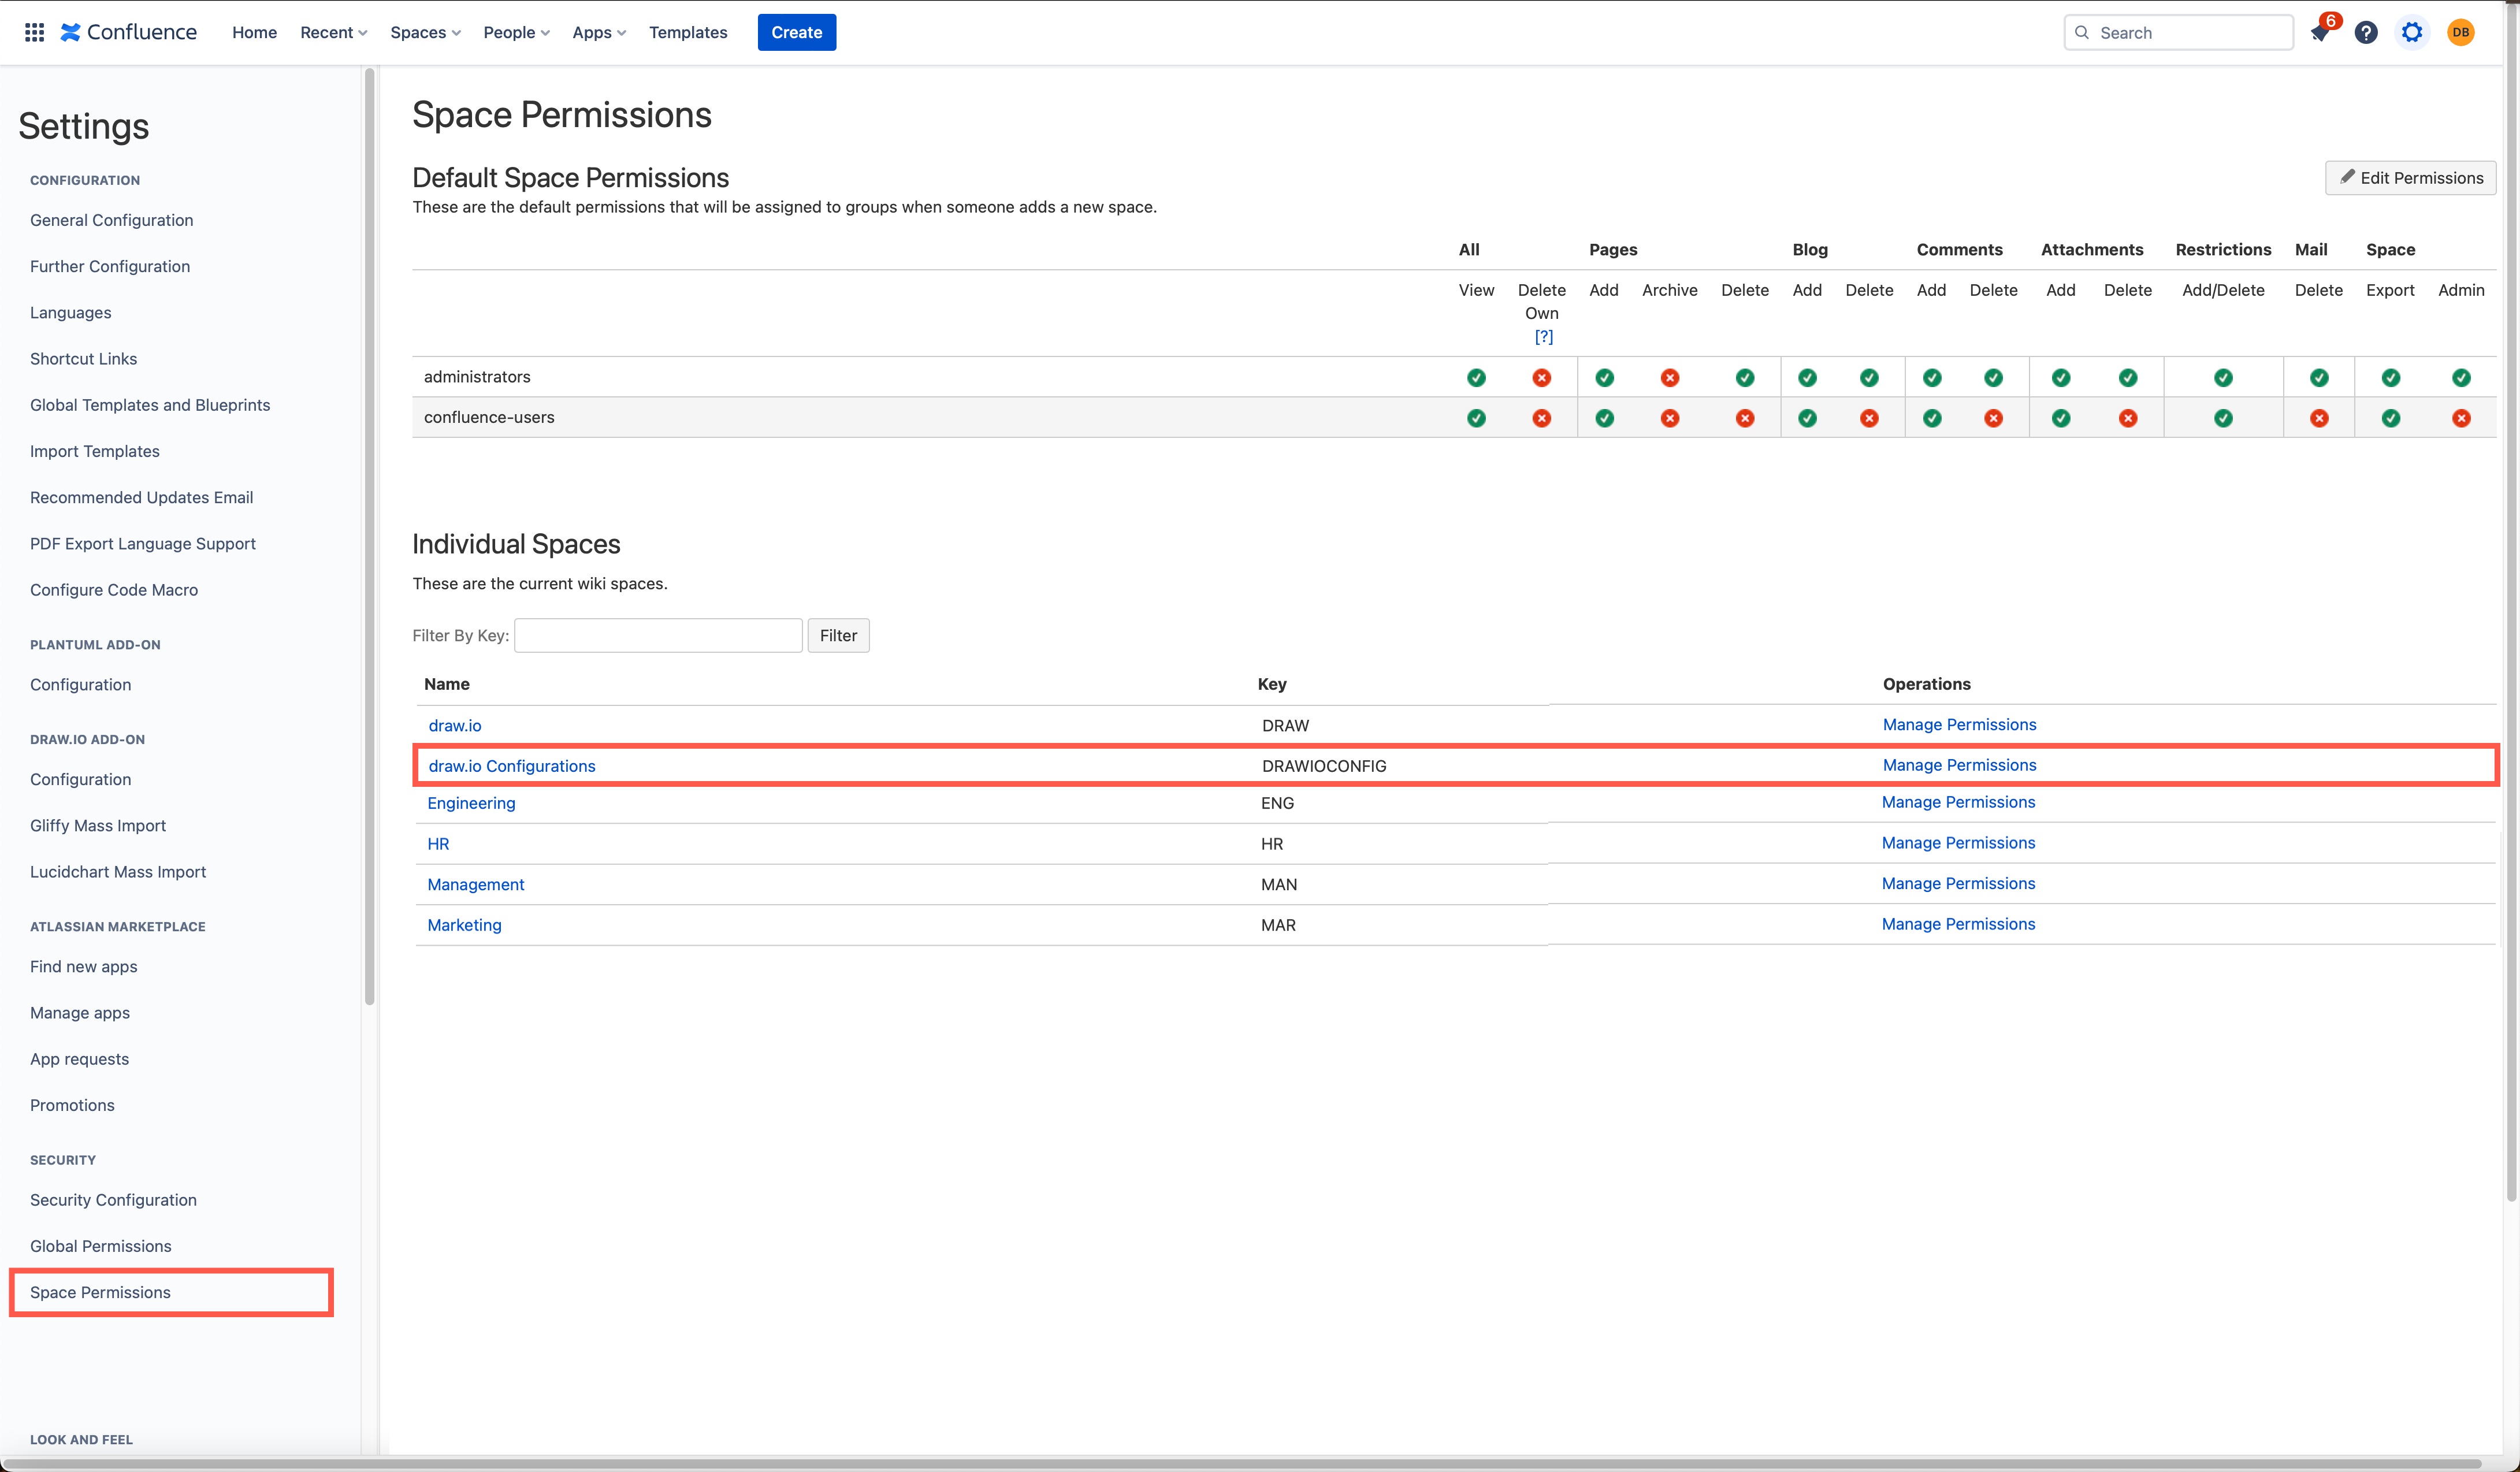 Confluence Home Recent Spaces People Apps Templates Create Search 6 DB
Settings
CONFIGURATION
General Configuration
Further Configuration
Languages
Shortcut Links
Global Templates and Blueprints
Import Templates
Recommended Updates Email
PDF Export Language Support
Configure Code Macro
PLANTUML ADD-ON
Configuration
DRAW.IO ADD-ON
Configuration
Gliffy Mass Import
Lucidchart Mass Import
ATLASSIAN MARKETPLACE
Find new apps
Manage apps
App requests
Promotions
SECURITY
Security Configuration
Global Permissions
Space Permissions
LOOK AND FEEL
Space Permissions
Default Space Permissions
Edit Permissions
These are the default permissions that will be assigned to groups when someone adds a new space.
All Pages Blog Comments Attachments Restrictions Mail Space
View Delete Own [?] Add Archive Delete Add Delete Add Delete Add Delete Add/Delete Delete Export Admin
administrators
confluence-users
Individual Spaces
These are the current wiki spaces.
Filter By Key: Filter
Name Key Operations
draw.io DRAW Manage Permissions
draw.io Configurations DRAWIOCONFIG Manage Permissions
Engineering ENG Manage Permissions
HR HR Manage Permissions
Management MAN Manage Permissions
Marketing MAR Manage Permissions